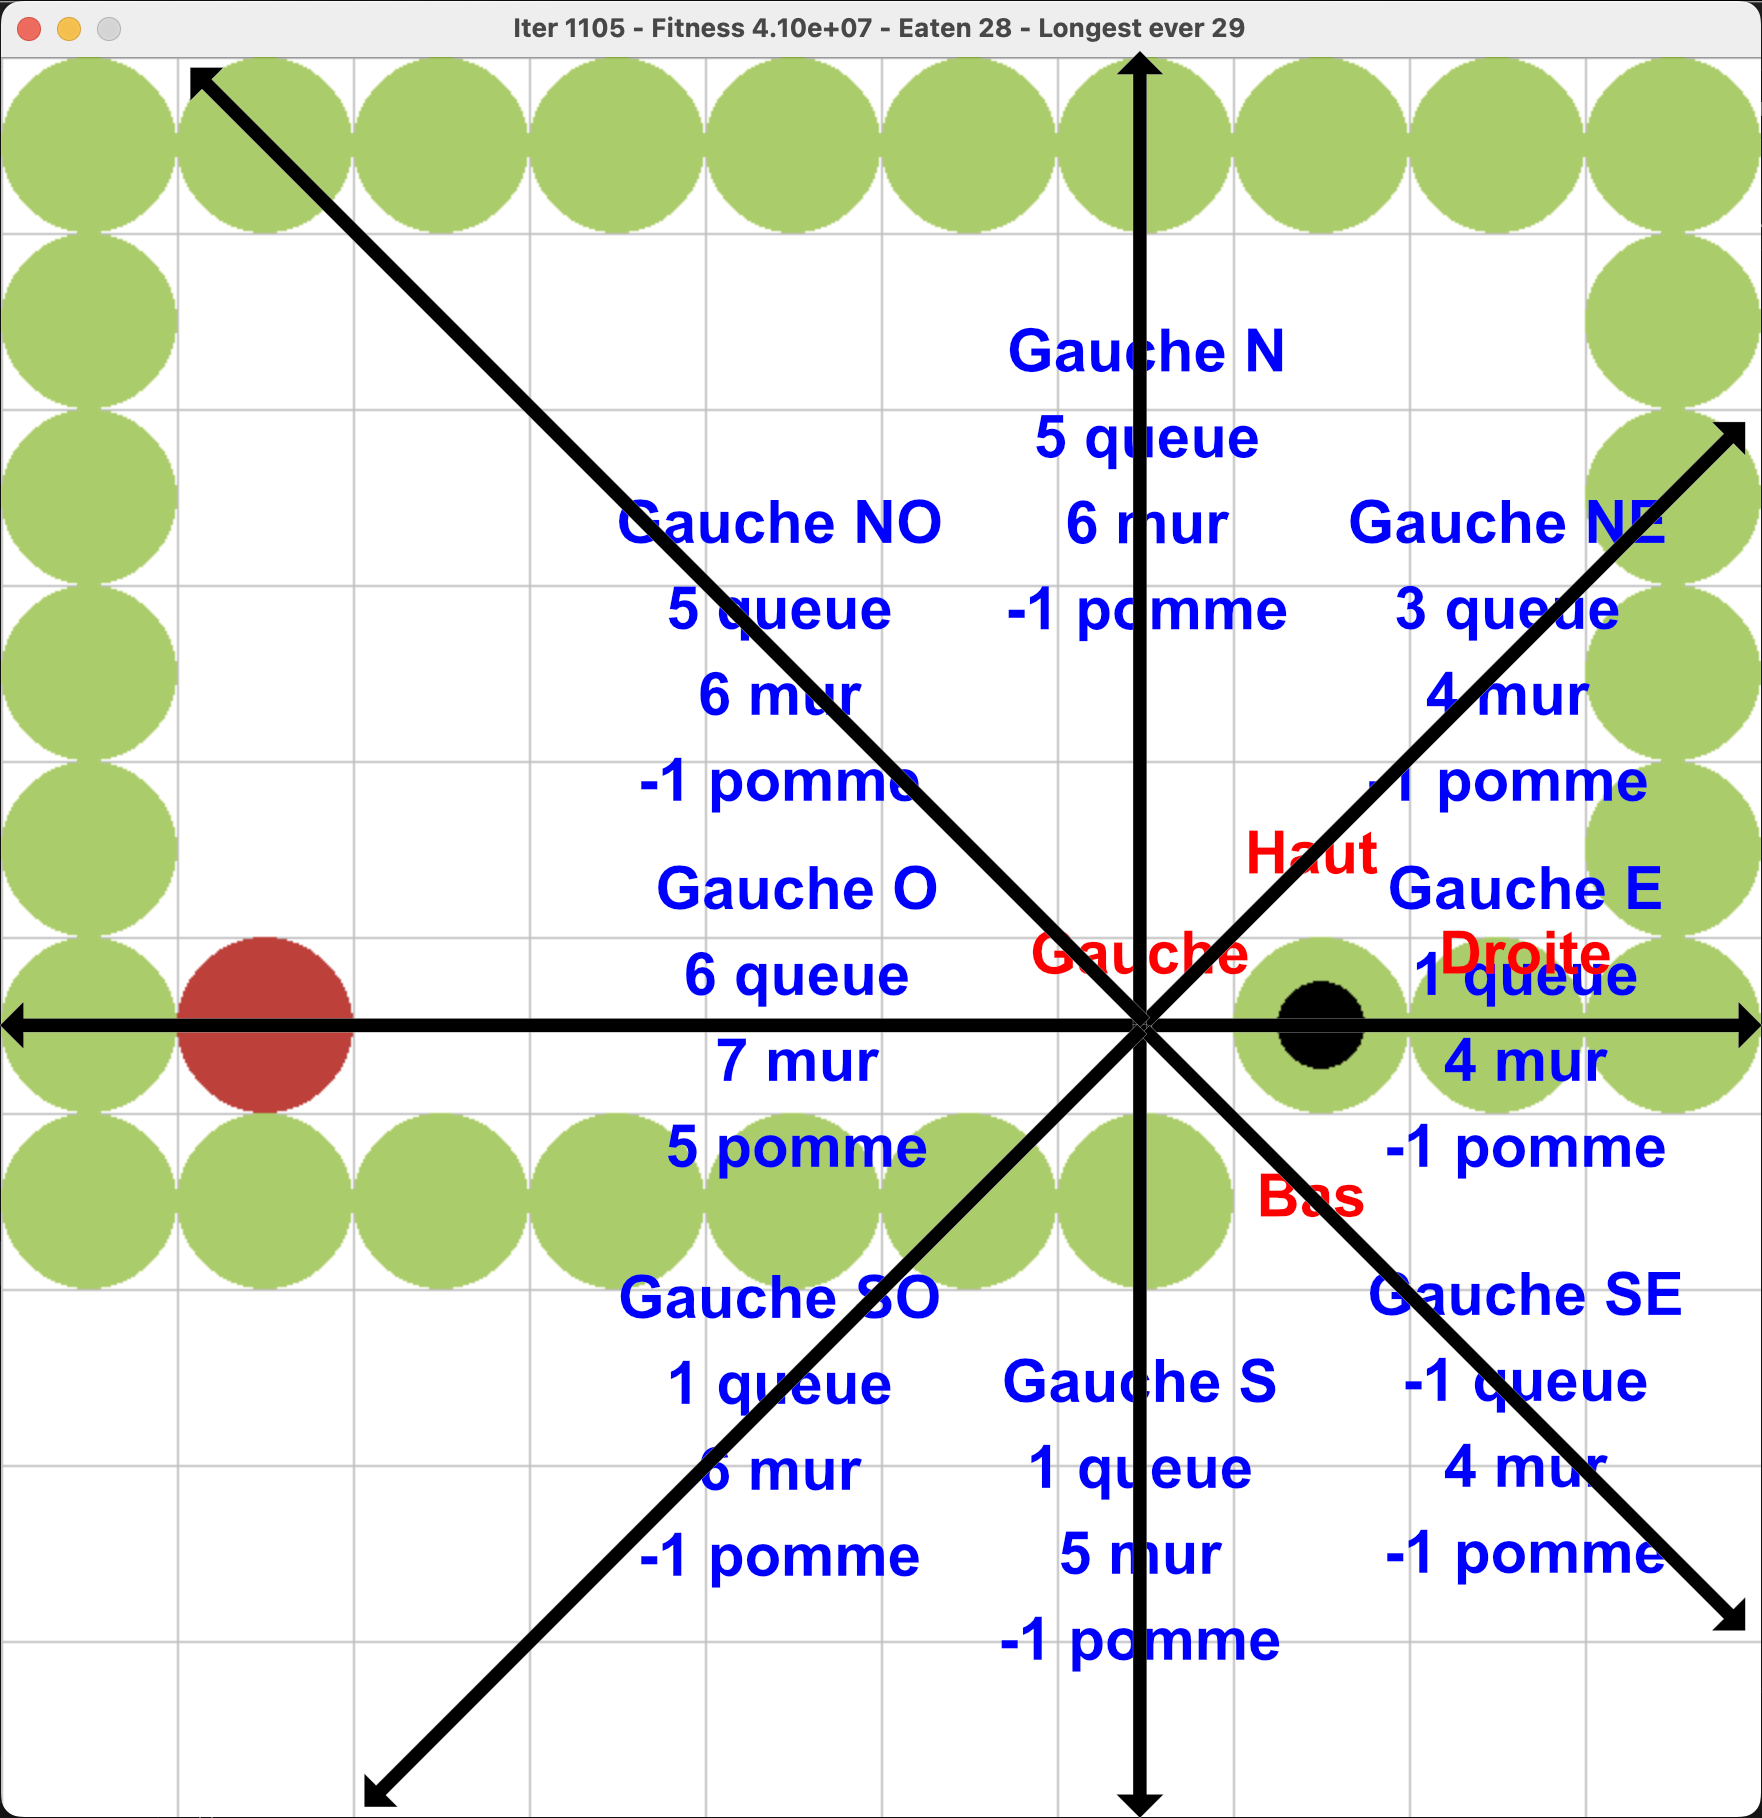 Iter 1105 - Fitness 4.10e+07 - Eaten 28 - Longest ever 29
Gauche N
5 queue
6 mur
-1 pomme
Gauche NO
5 queue
6 mur
-1 pomme
Gauche NE
3 queue
4 mur
-1 pomme
Haut
Gauche
Droite
Bas
Gauche O
6 queue
7 mur
5 pomme
Gauche E
1 queue
4 mur
-1 pomme
Gauche SO
1 queue
6 mur
-1 pomme
Gauche S
1 queue
5 mur
-1 pomme
Gauche SE
-1 queue
4 mur
-1 pomme